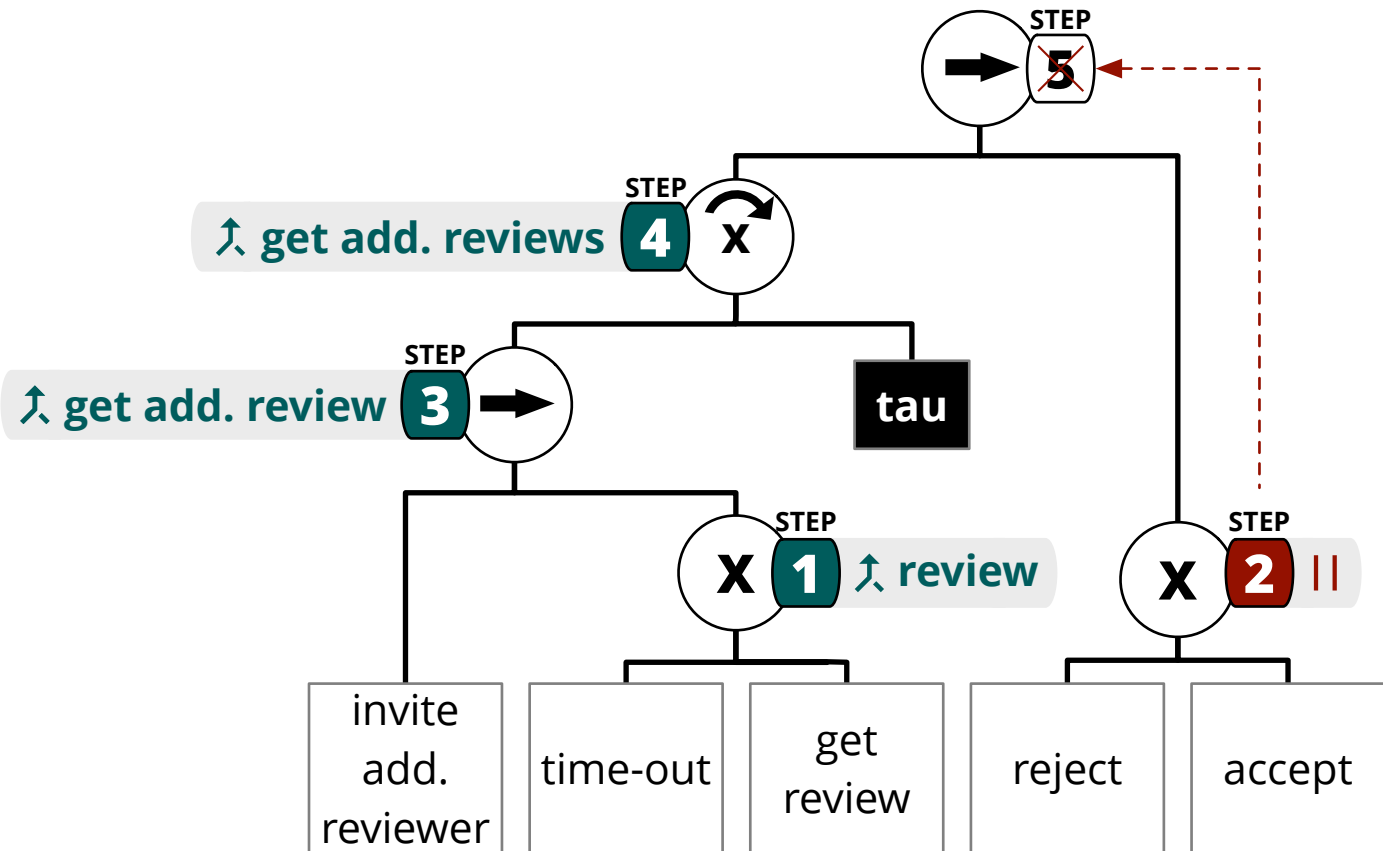 STEP
5
STEP
get add. reviews 4 x
STEP
get add. review 3
tau
STEP
X 1 review
STEP
X 2 ||
invite
add.
reviewer
time-out
get
review
reject
accept